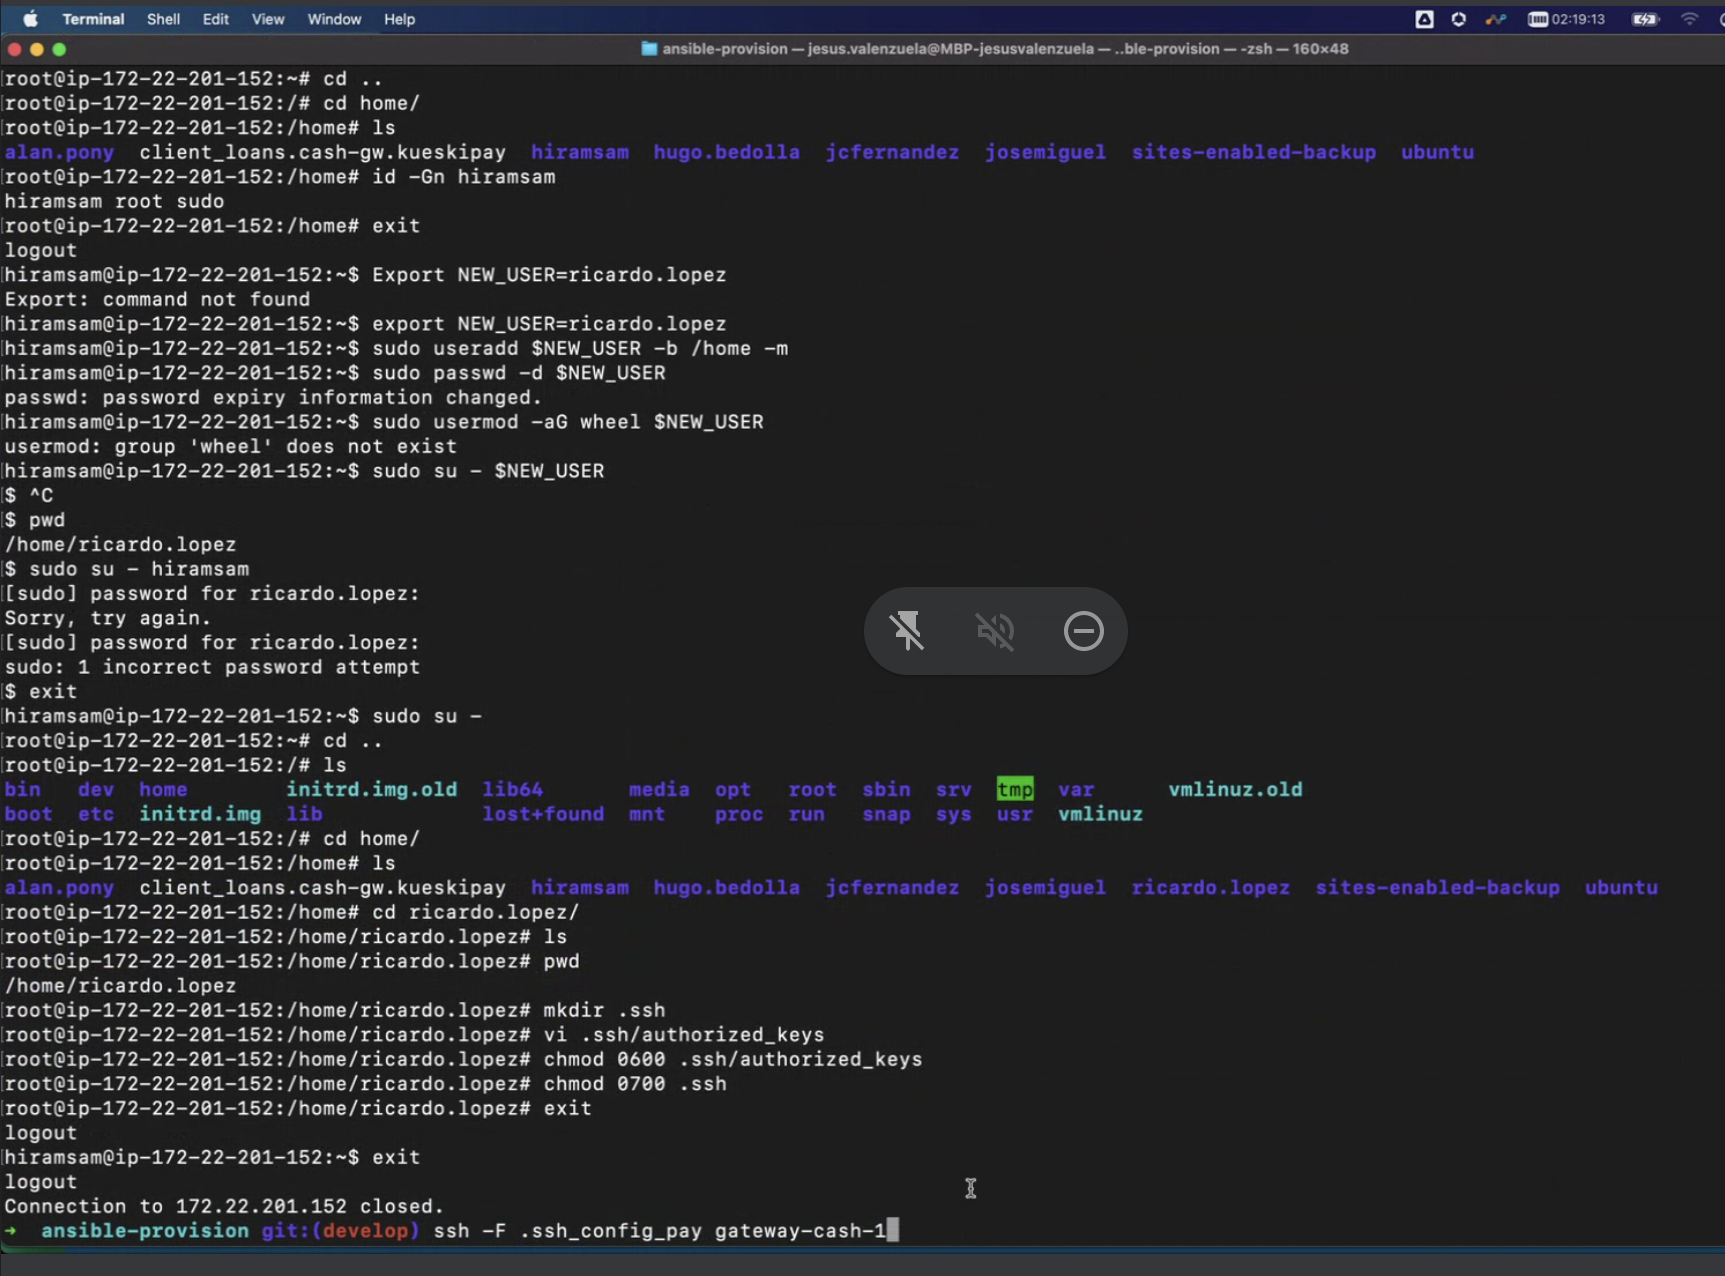 Terminal Shell Edit View Window Help 02:19:13
ansible-provision — jesus.valenzuela@MBP-jesusvalenzuela — ..ble-provision — -zsh — 160×48
[root@ip-172-22-201-152:~# cd ..
[root@ip-172-22-201-152:/# cd home/
[root@ip-172-22-201-152:/home# ls
alan.pony client_loans.cash-gw.kueskipay hiramsam hugo.bedolla jcfernandez josemiguel sites-enabled-backup ubuntu
[root@ip-172-22-201-152:/home# id -Gn hiramsam
hiramsam root sudo
[root@ip-172-22-201-152:/home# exit
logout
[hiramsam@ip-172-22-201-152:~$ Export NEW_USER=ricardo.lopez
Export: command not found
[hiramsam@ip-172-22-201-152:~$ export NEW_USER=ricardo.lopez
[hiramsam@ip-172-22-201-152:~$ sudo useradd $NEW_USER -b /home -m
[hiramsam@ip-172-22-201-152:~$ sudo passwd -d $NEW_USER
passwd: password expiry information changed.
[hiramsam@ip-172-22-201-152:~$ sudo usermod -aG wheel $NEW_USER
usermod: group 'wheel' does not exist
[hiramsam@ip-172-22-201-152:~$ sudo su - $NEW_USER
[$ ^C
[$ pwd
/home/ricardo.lopez
[$ sudo su - hiramsam
[[sudo] password for ricardo.lopez:
Sorry, try again.
[[sudo] password for ricardo.lopez:
sudo: 1 incorrect password attempt
[$ exit
[hiramsam@ip-172-22-201-152:~$ sudo su -
[root@ip-172-22-201-152:~# cd ..
[root@ip-172-22-201-152:/# ls
bin dev home initrd.img.old lib64 media opt root sbin srv tmp var vmlinuz.old
boot etc initrd.img lib lost+found mnt proc run snap sys usr vmlinuz
[root@ip-172-22-201-152:/# cd home/
[root@ip-172-22-201-152:/home# ls
alan.pony client_loans.cash-gw.kueskipay hiramsam hugo.bedolla jcfernandez josemiguel ricardo.lopez sites-enabled-backup ubuntu
[root@ip-172-22-201-152:/home# cd ricardo.lopez/
[root@ip-172-22-201-152:/home/ricardo.lopez# ls
[root@ip-172-22-201-152:/home/ricardo.lopez# pwd
/home/ricardo.lopez
[root@ip-172-22-201-152:/home/ricardo.lopez# mkdir .ssh
[root@ip-172-22-201-152:/home/ricardo.lopez# vi .ssh/authorized_keys
[root@ip-172-22-201-152:/home/ricardo.lopez# chmod 0600 .ssh/authorized_keys
[root@ip-172-22-201-152:/home/ricardo.lopez# chmod 0700 .ssh
[root@ip-172-22-201-152:/home/ricardo.lopez# exit
logout
[hiramsam@ip-172-22-201-152:~$ exit
logout
Connection to 172.22.201.152 closed.
→ ansible-provision git:(develop) ssh -F .ssh_config_pay gateway-cash-1